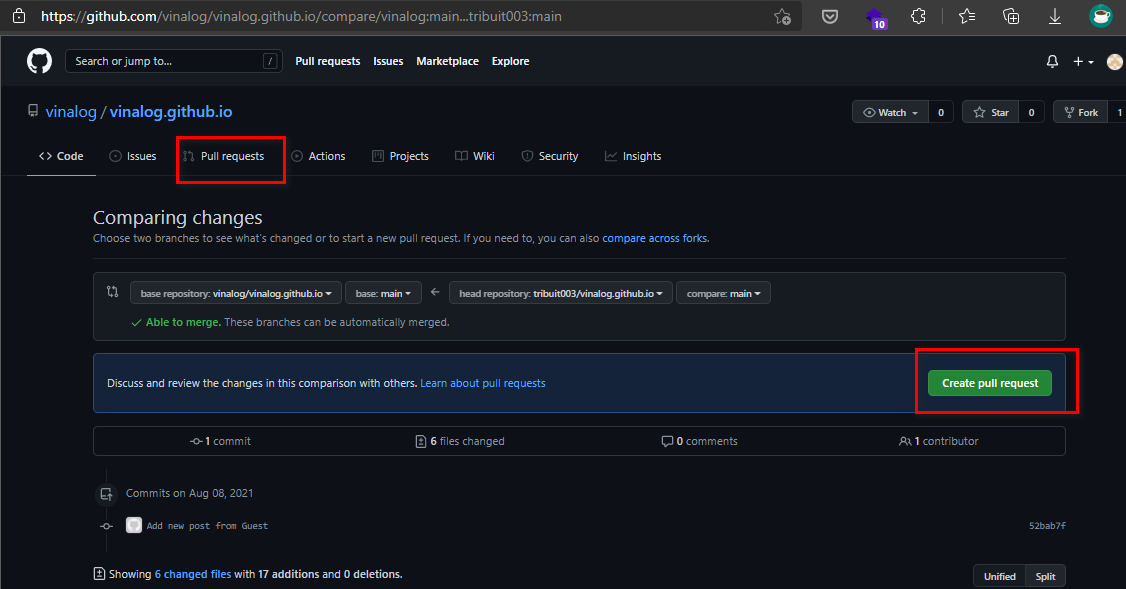 https://github.com/vinalog/vinalog.github.io/compare/vinalog:main...tribuit003:main
10
Search or jump to... / Pull requests Issues Marketplace Explore
vinalog / vinalog.github.io Watch 0 Star 0 Fork 1
Code Issues Pull requests Actions Projects Wiki Security Insights
Comparing changes
Choose two branches to see what's changed or to start a new pull request. If you need to, you can also compare across forks.
base repository: vinalog/vinalog.github.io base: main head repository: tribuit003/vinalog.github.io compare: main
Able to merge. These branches can be automatically merged.
Discuss and review the changes in this comparison with others. Learn about pull requests Create pull request
1 commit 6 files changed 0 comments 1 contributor
Commits on Aug 08, 2021
Add new post from Guest 52bab7f
Showing 6 changed files with 17 additions and 0 deletions.
Unified Split